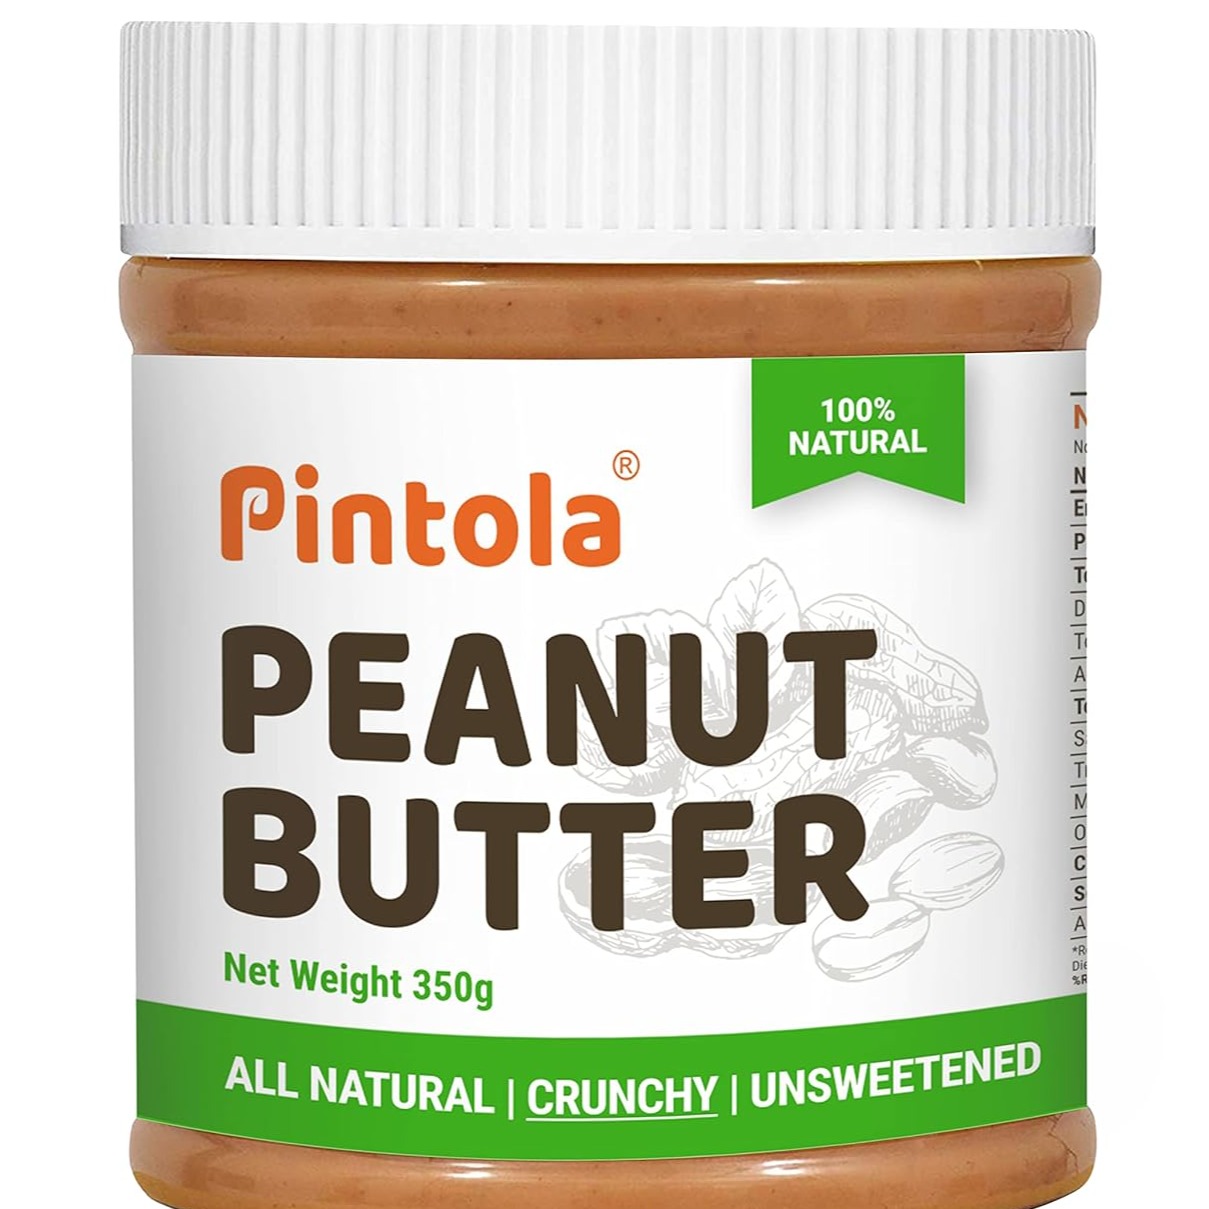 100%
NATURAL
Pintola®
PEANUT
BUTTER
Net Weight 350g
ALL NATURAL | CRUNCHY | UNSWEETENED